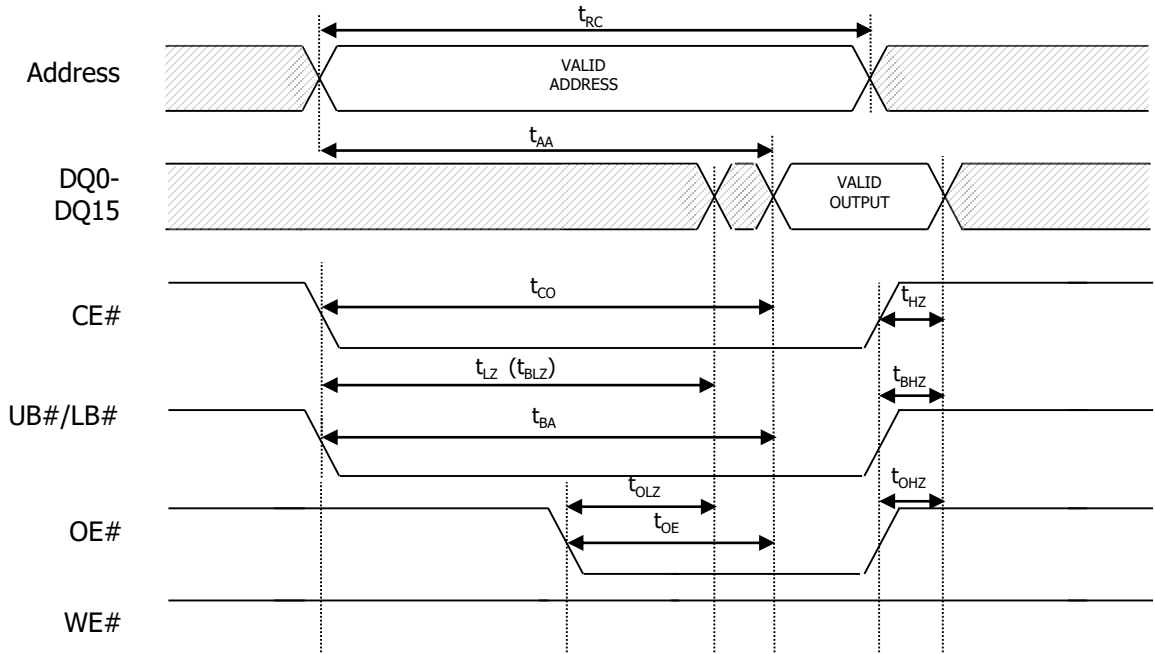 tRC
Address
VALID
ADDRESS
tAA
DQ0-
DQ15
VALID
OUTPUT
tCO
CE#
tHZ
tLZ (tBLZ)
tBHZ
UB#/LB#
tBA
tOLZ
tOHZ
OE#
tOE
WE#